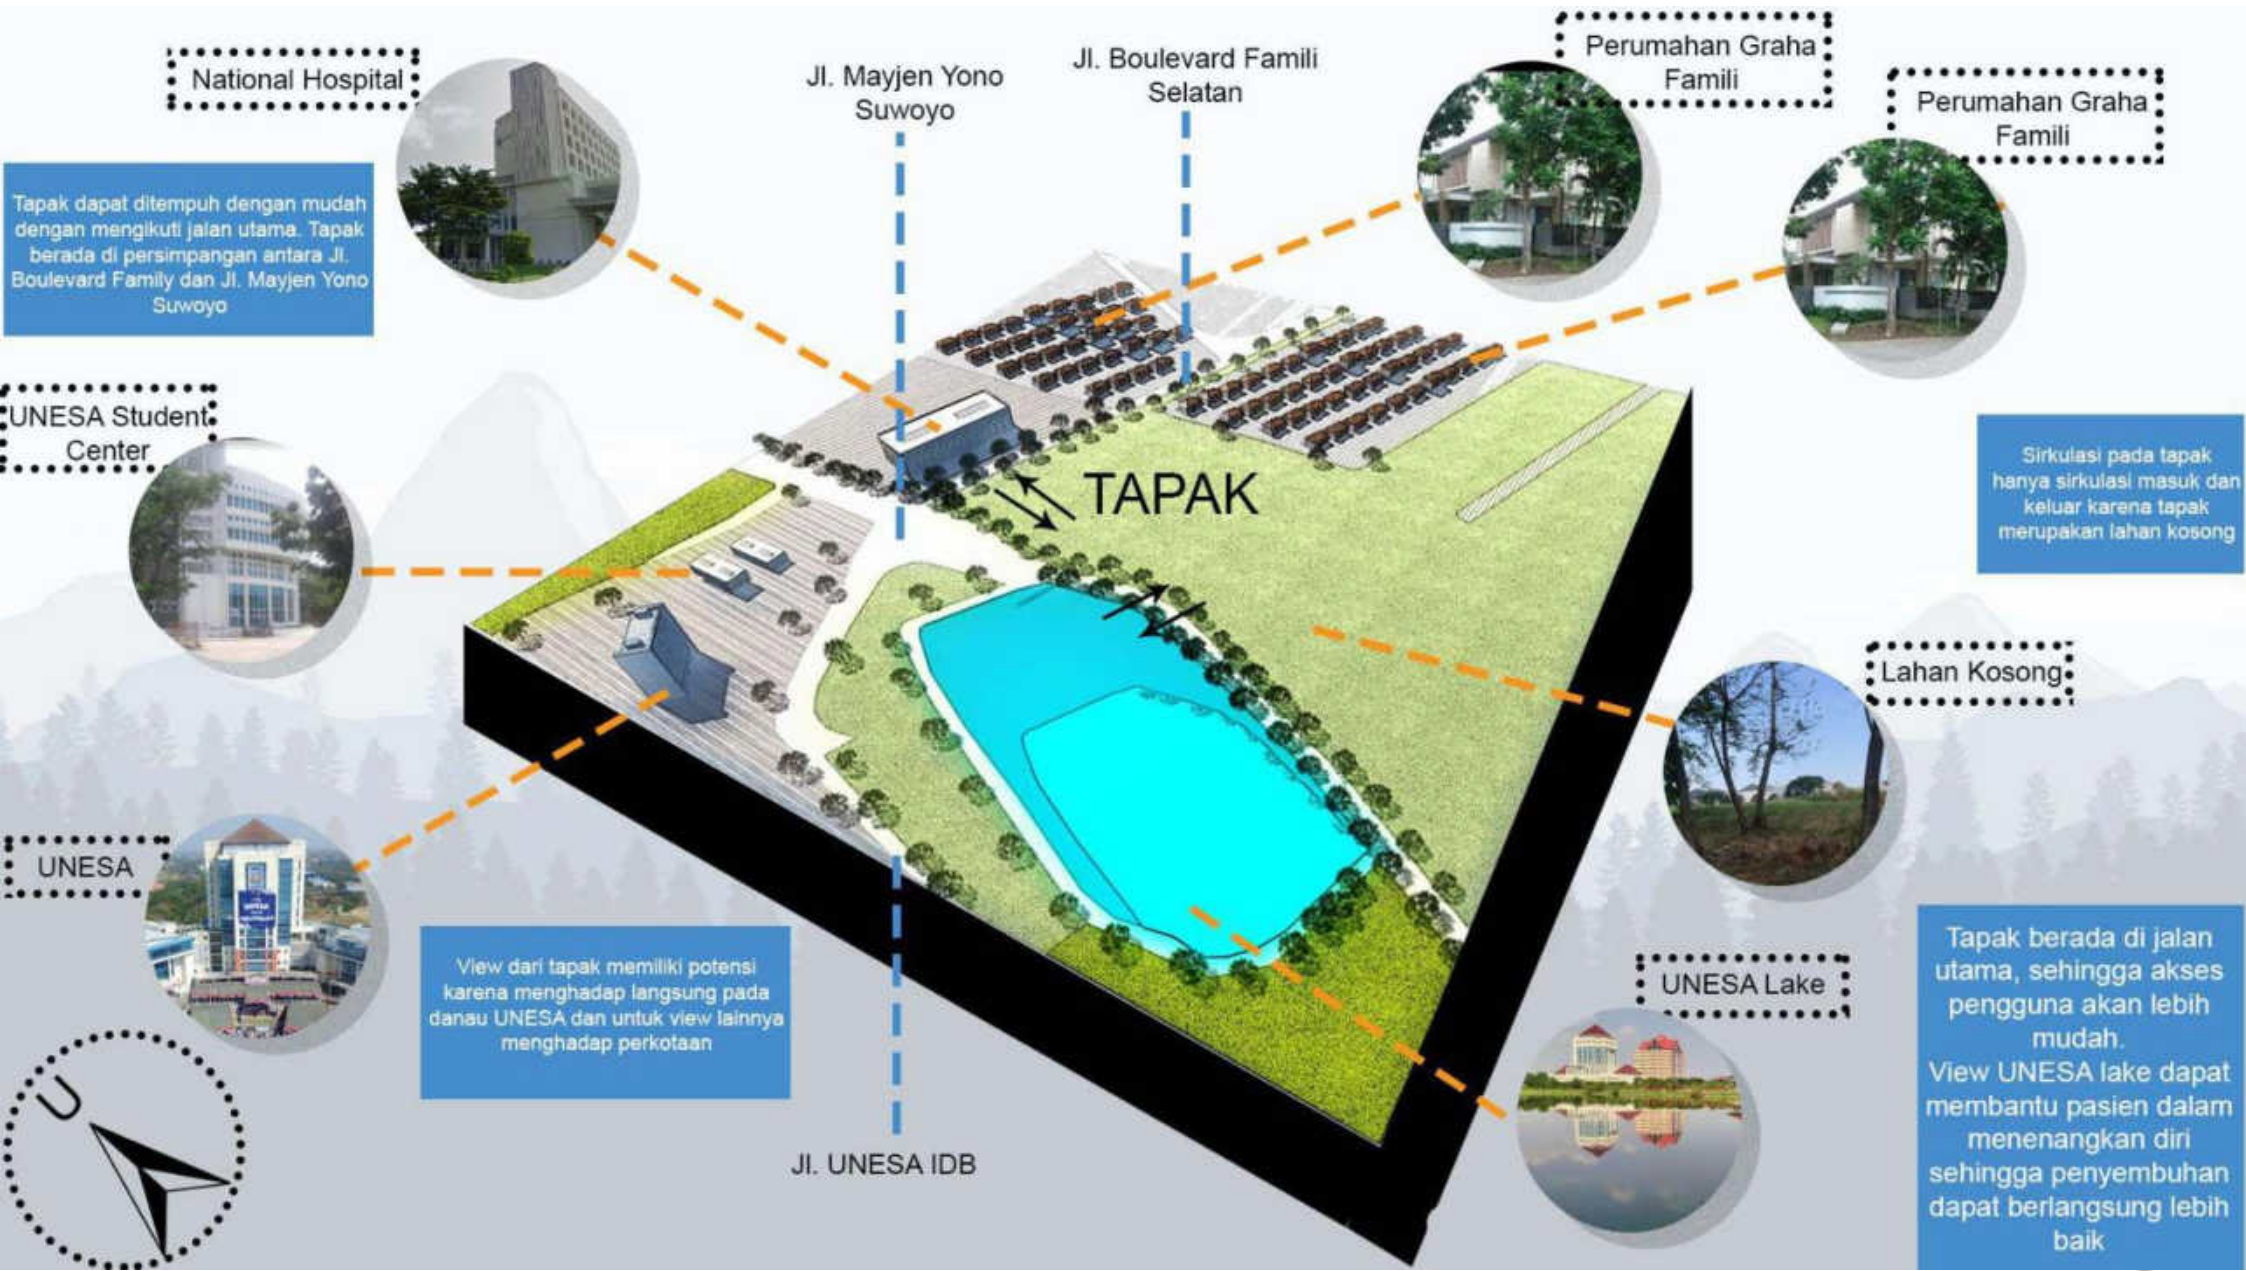 National Hospital
Jl. Mayjen Yono
Suwoyo
Jl. Boulevard Famili
Selatan
Perumahan Graha
Famili
Perumahan Graha
Famili
Tapak dapat ditempuh dengan mudah
dengan mengikuti jalan utama. Tapak
berada di persimpangan antara Jl.
Boulevard Family dan Jl. Mayjen Yono
Suwoyo
UNESA Student
Center
TAPAK
Sirkulasi pada tapak
hanya sirkulasi masuk dan
keluar karena tapak
merupakan lahan kosong
Lahan Kosong
UNESA
View dari tapak memiliki potensi
karena menghadap langsung pada
danau UNESA dan untuk view lainnya
menghadap perkotaan
UNESA Lake
Tapak berada di jalan
utama, sehingga akses
pengguna akan lebih
mudah.
View UNESA lake dapat
membantu pasien dalam
menenangkan diri
sehingga penyembuhan
dapat berlangsung lebih
baik
U
Jl. UNESA IDB